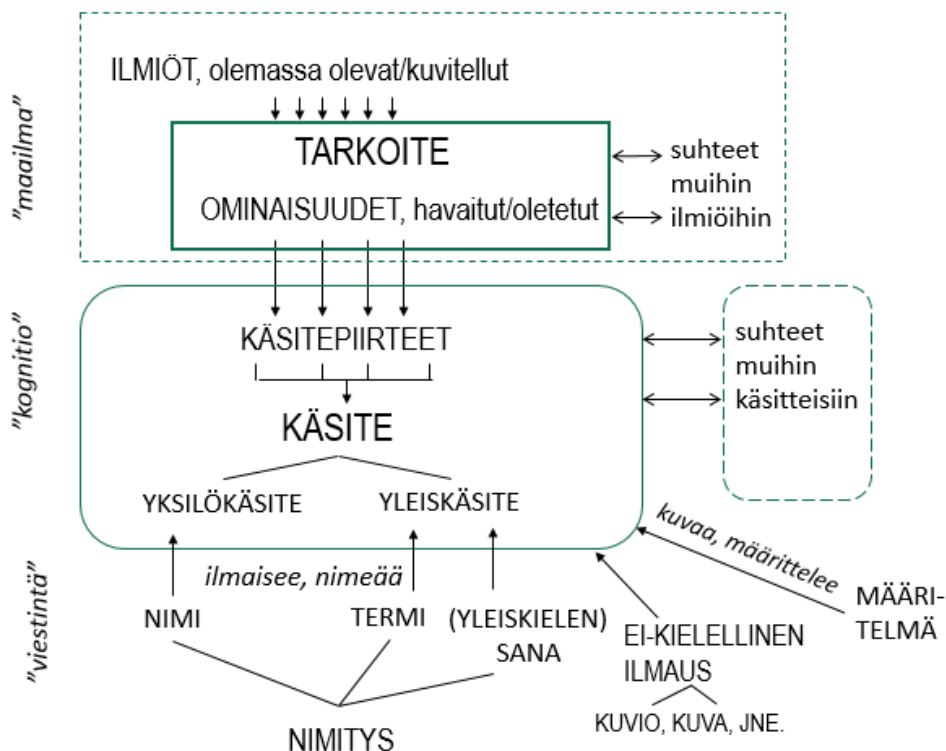 "maailma"
ILMIÖT, olemassa olevat/kuvitellut
TARKOITE
OMINAISUUDET, havaitut/oletetut
suhteet
muihin
ilmiöihin
"kognitio"
KÄSITEPIIRTEET
KÄSITE
YKSILÖKÄSITE
YLEISKÄSITE
suhteet
muihin
käsitteisiin
"viestintä"
ilmaisee, nimeää
kuvaa, määrittelee
NIMI
TERMI
(YLEISKIELEN)
SANA
EI-KIELELLINEN
ILMAUS
MÄÄRI-
TELMÄ
KUVIO, KUVA, JNE.
NIMITYS